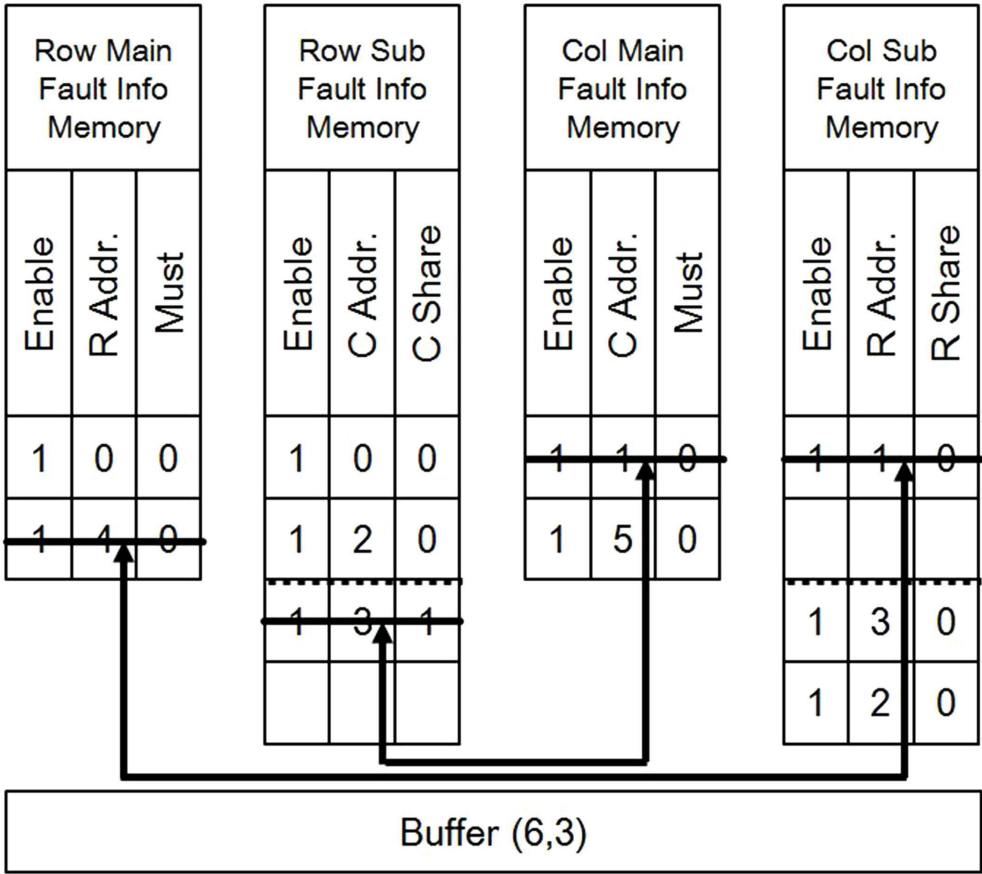 Row Main
Fault Info
Memory
Row Sub
Fault Info
Memory
Col Main
Fault Info
Memory
Col Sub
Fault Info
Memory
Enable
R Addr.
Must
Enable
C Addr.
C Share
Enable
C Addr.
Must
Enable
R Addr.
R Share
1 0 0
1 0 0
1 1 0
1 1 0
1 4 0
1 2 0
1 5 0
1 3 1
1 3 0
1 2 0
Buffer (6,3)